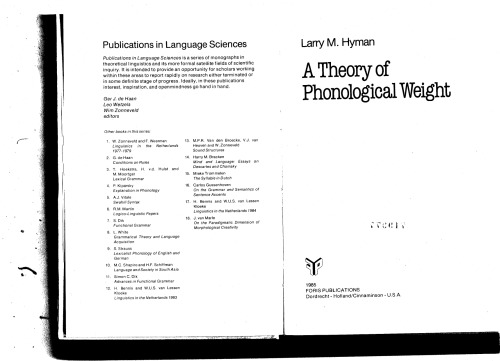 Publications in Language Sciences
Publications in Language Sciences is a series of monographs in
theoretical linguistics and its more formal satellite fields of scientific
inquiry. It is intended to provide an opportunity for scholars working
within these areas to report rapidly on research either terminated or
in some definite stage of progress. Ideally, in these publications
interest, inspiration, and openmindness go hand in hand.
Ger J. de Haan
Leo Wetzels
Wim Zonneveld
editors
Other books in this series:
1. W. Zonneveld and F. Weerman
Linguistics in the Netherlands
1977-1979
2. G. de Haan
Conditions on Rules
3. T. Hoekstra, H. v.d. Hulst and
M. Moortgat
Lexical Grammar
4. P. Kiparsky
Explanation in Phonology
5. A.J. Vitale
Swahili Syntax
6. R.M. Martin
Logico-Linguistic Papers
7. S. Dik
Functional Grammar
8. L. White
Grammatical Theory and Language
Acquisition
9. S. Strauss
Lexicalist Phonology of English and
German
10. M.C. Shapiro and H.F. Schiffman
Language and Society in South Asia
11. Simon C. Dik
Advances in Functional Grammar
12. H. Bennis and W.U.S. van Lessen
Kloeke
Linguistics in the Netherlands 1983
13. M.P.R. Van den Broecke, V.J. van
Heuven and W. Zonneveld
Sound Structures
14. Harry M. Bracken
Mind and Language: Essays on
Descartes and Chomsky
15. Mieke Trommelen
The Syllable in Dutch
16. Carlos Gussenhoven
On the Grammar and Semantics of
Sentence Accents
17. H. Bennis and W.U.S. van Lessen
Kloeke
Linguistics in the Netherlands 1984
18. J. van Marle
On the Paradigmatic Dimension of
Morphological Creativity
Larry M. Hyman
A Theory of
Phonological Weight
1985
FORIS PUBLICATIONS
Dordrecht - Holland/Cinnaminson - U.S.A.